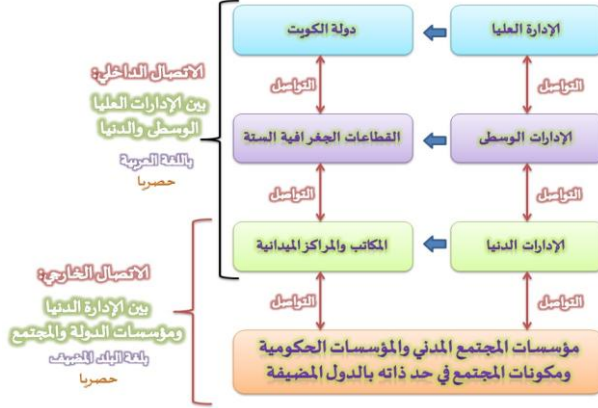 الإدارة العليا
دولة الكويت
التواصل
التواصل
الإدارات الوسطى
القطاعات الجغرافية الستة
التواصل
التواصل
الإدارات الدنيا
المكاتب والمراكز الميدانية
التواصل
التواصل
مؤسسات المجتمع المدني والمؤسسات الحكومية
ومكونات المجتمع في حد ذاته بالدول المضيفة
الاتصال الداخلي:
بين الإدارات العليا
الوسطى والدنيا
باللغة العربية
حصريا
الاتصال الخارجي:
بين الإدارة الدنيا
ومؤسسات الدولة والمجتمع
بلغة البلد المضيف
حصريا